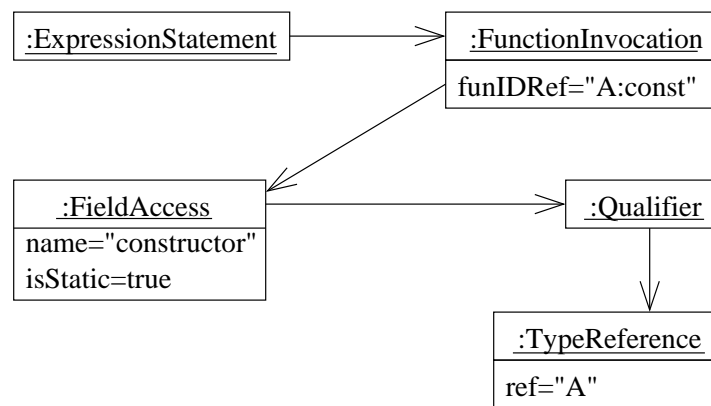 :ExpressionStatement
:FunctionInvocation
funIDRef="A:const"
:FieldAccess
name="constructor"
isStatic=true
:Qualifier
:TypeReference
ref="A"